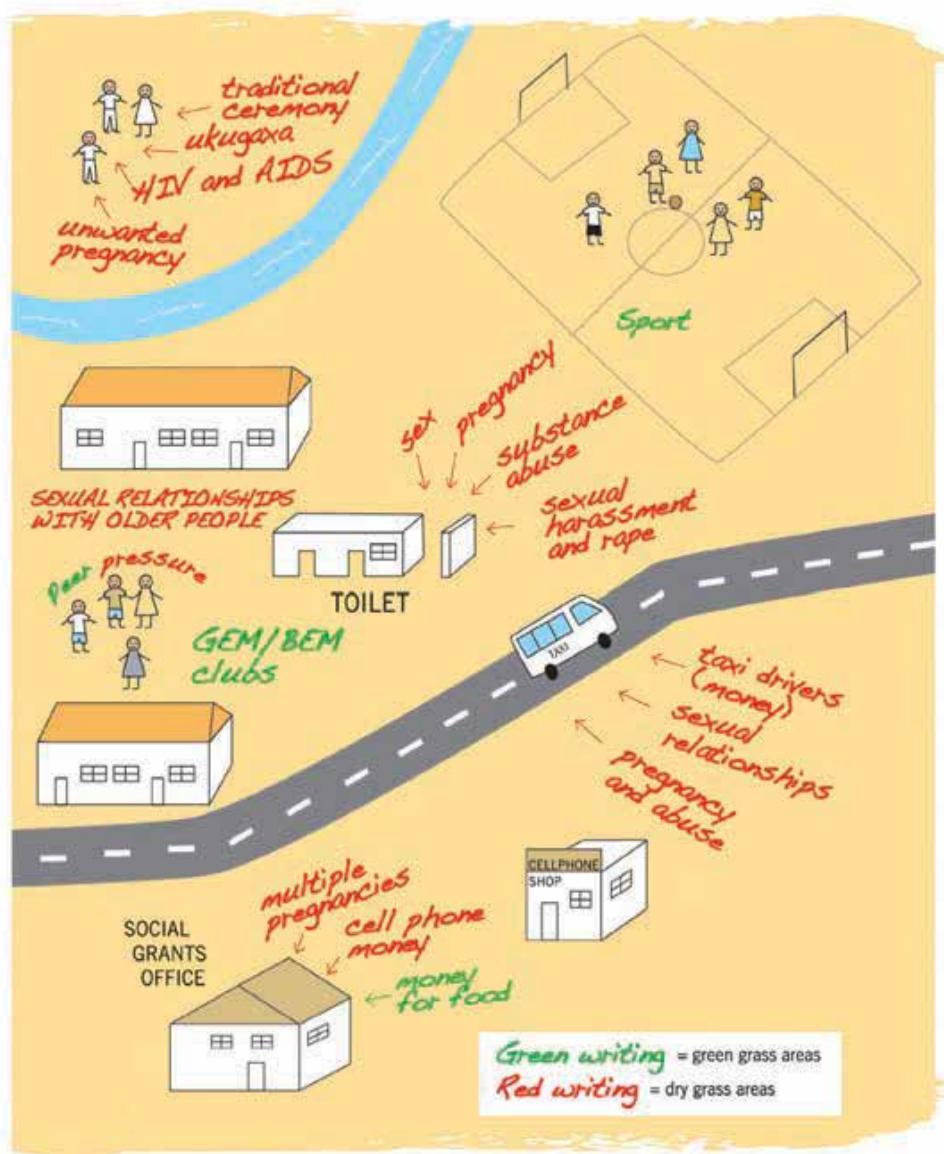 traditional
ceremony
ukugaxa
HIV and AIDS
unwanted
pregnancy
Sport
sex
pregnancy
substance
abuse
sexual
harassment
and rape
SEXUAL RELATIONSHIPS
WITH OLDER PEOPLE
TOILET
Peer pressure
GEM/BEM
clubs
TAXI
taxi drivers
(money)
sexual
relationships
pregnancy
and abuse
CELLPHONE
SHOP
multiple
pregnancies
cell phone
money
money
for food
SOCIAL
GRANTS
OFFICE
Green writing = green grass areas
Red writing = dry grass areas